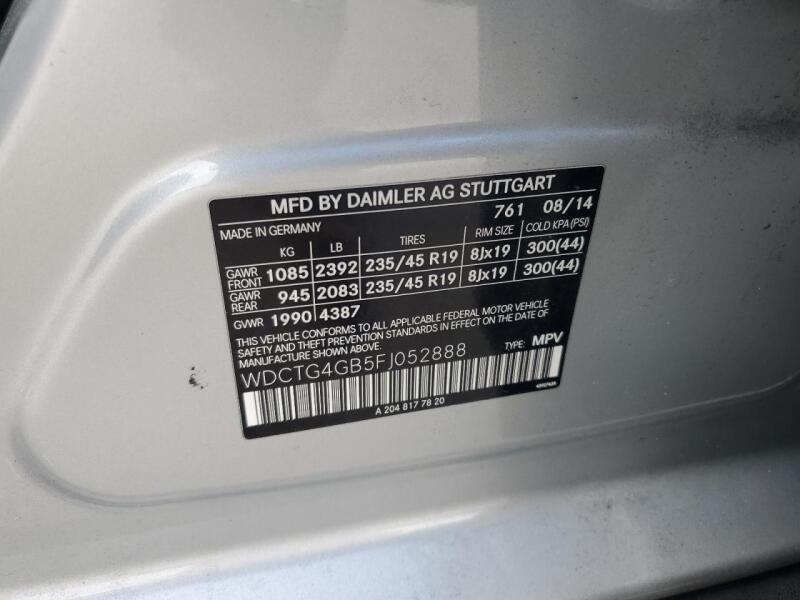 MFD BY DAIMLER AG STUTTGART
MADE IN GERMANY 761 08/14
KG LB TIRES RIM SIZE COLD KPA(PSI)
GAWR FRONT 1085 2392 235/45 R19 8Jx19 300(44)
GAWR REAR 945 2083 235/45 R19 8Jx19 300(44)
GVWR 1990 4387
THIS VEHICLE CONFORMS TO ALL APPLICABLE FEDERAL MOTOR VEHICLE
SAFETY AND THEFT PREVENTION STANDARDS IN EFFECT ON THE DATE OF
MANUFACTURE SHOWN ABOVE. TYPE: MPV
WDCTG4GB5FJ052888
A 204 817 78 20